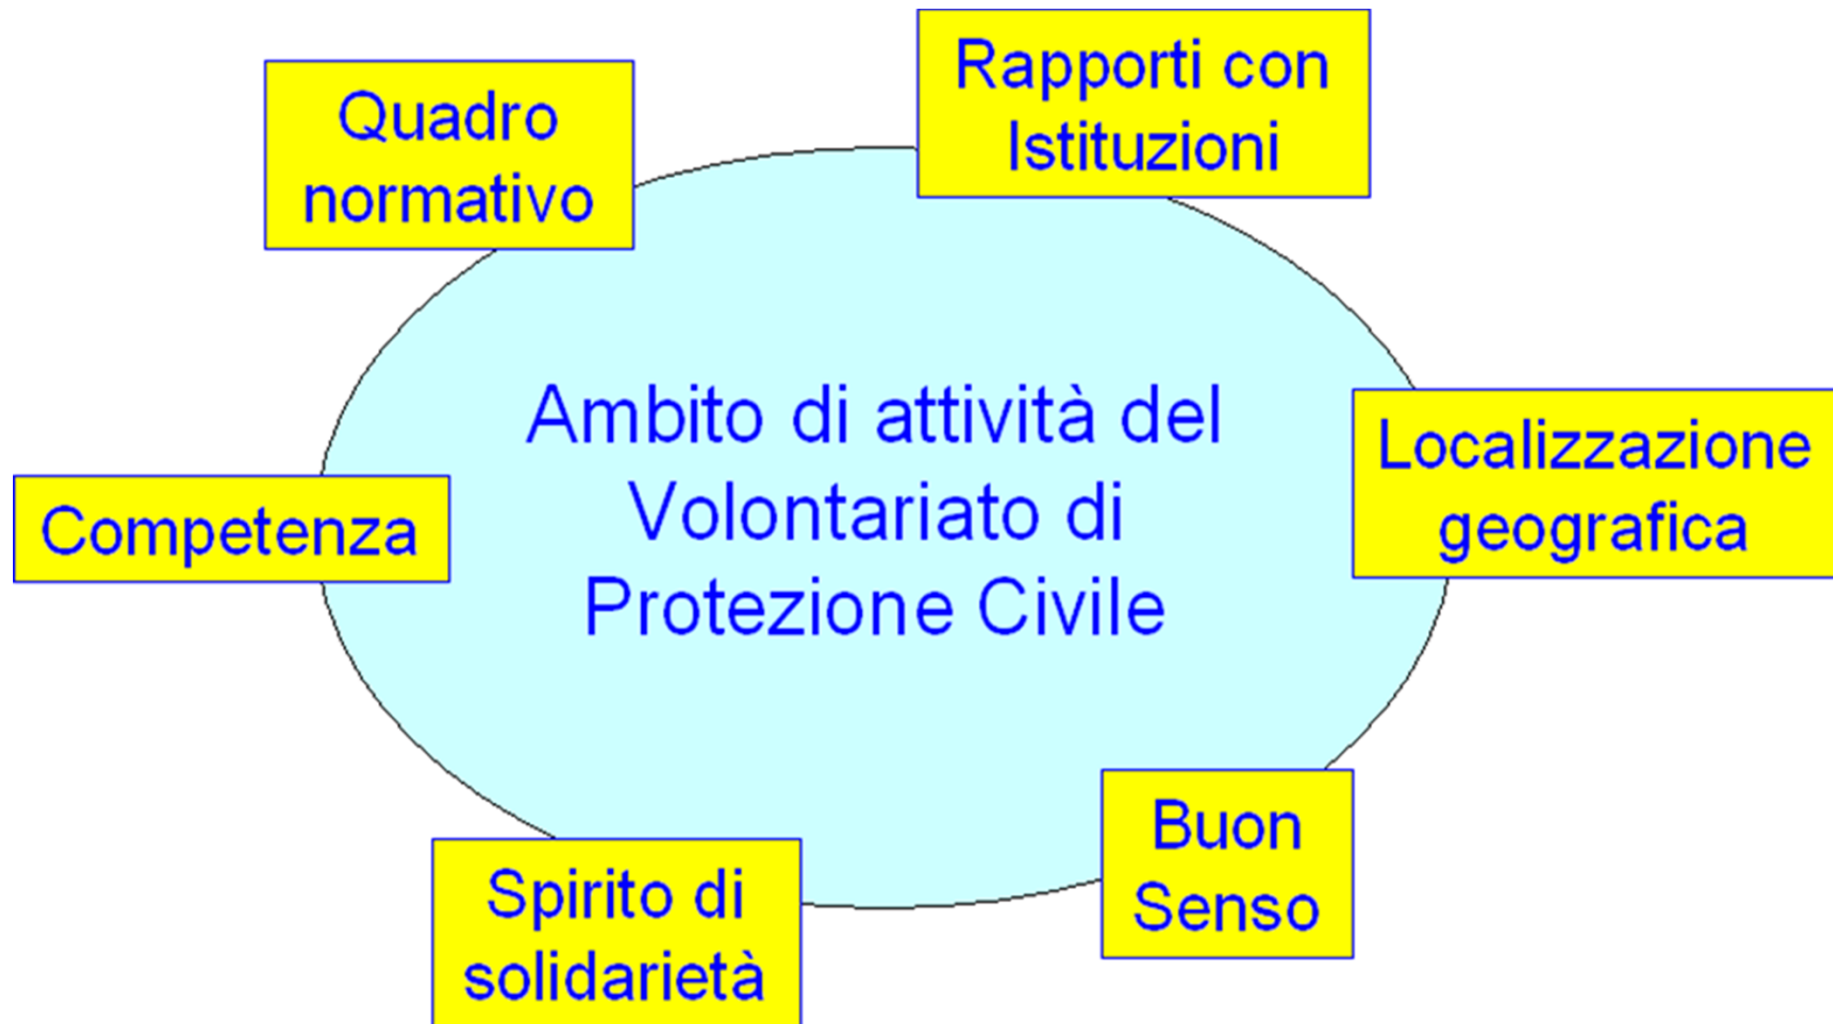 Rapporti con
Istituzioni
Quadro
normativo
Ambito di attività del
Volontariato di
Protezione Civile
Localizzazione
geografica
Competenza
Buon
Senso
Spirito di
solidarietà